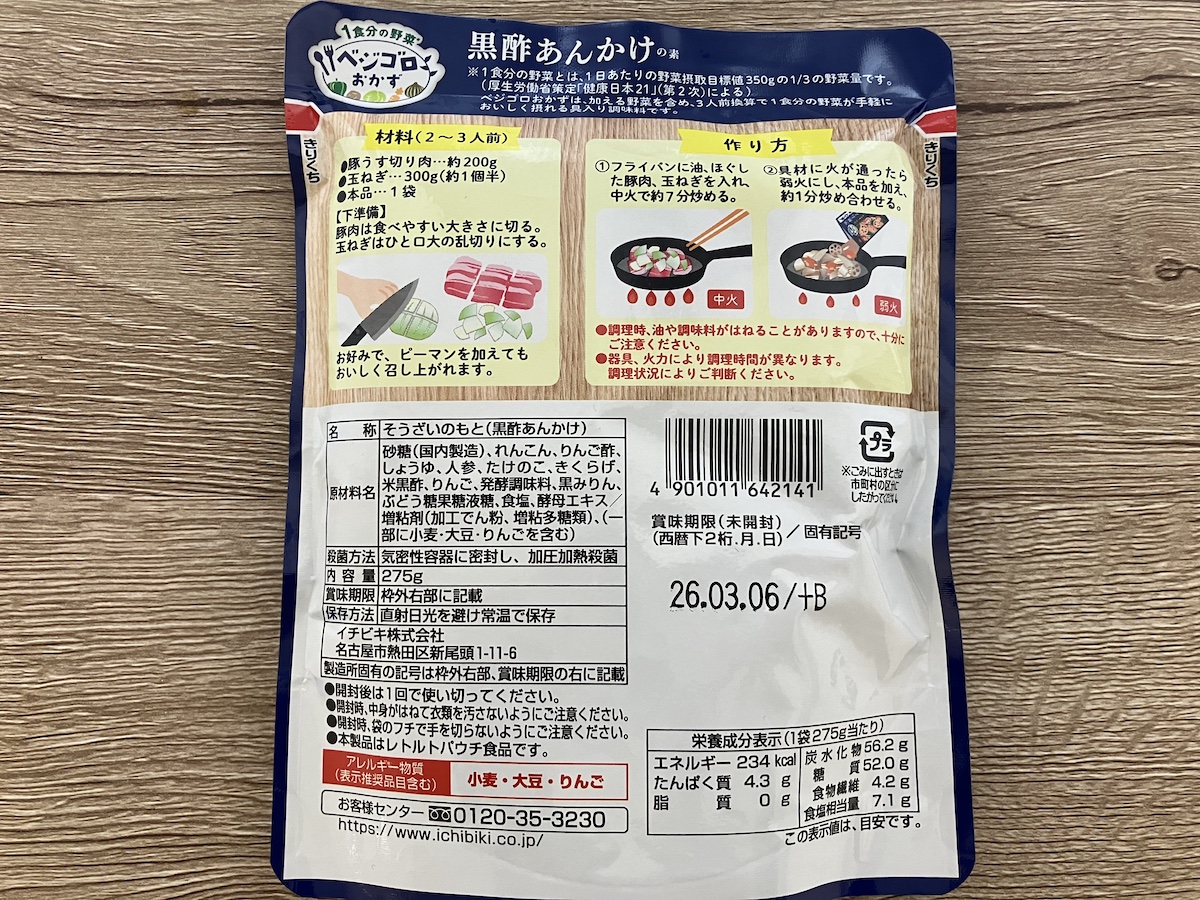 1食分の野菜※
ベジゴロ
おかず
黒酢あんかけの素
※1食分の野菜とは、1日あたりの野菜摂取目標値350gの1/3の野菜量です。
(厚生労働省策定「健康日本21」(第2次)による)
ベジゴロおかずは、加える野菜を含め、3人前換算で1食分の野菜が手軽に
おいしく摂れる具入り調味料です。
きりくち
きりくち
材料(2～3人前)
●豚うす切り肉…約200g
●玉ねぎ…300g(約1個半)
●本品…1袋
【下準備】
豚肉は食べやすい大きさに切る。
玉ねぎはひと口大の乱切りにする。
お好みで、ピーマンを加えても
おいしく召し上がれます。
作り方
①フライパンに油、ほぐし
た豚肉、玉ねぎを入れ、
中火で約7分炒める。
中火
②具材に火が通ったら
弱火にし、本品を加え、
約1分炒め合わせる。
弱火
●調理時、油や調味料がはねることがありますので、十分に
ご注意ください。
●器具、火力により調理時間が異なります。
調理状況によりご判断ください。
名称 そうざいのもと(黒酢あんかけ)
原材料名 砂糖(国内製造)、れんこん、りんご酢、
しょうゆ、人参、たけのこ、きくらげ、
米黒酢、りんご、発酵調味料、黒みりん、
ぶどう糖果糖液糖、食塩、酵母エキス/
増粘剤(加工でん粉、増粘多糖類)、(一
部に小麦・大豆・りんごを含む)
殺菌方法 気密性容器に密封し、加圧加熱殺菌
内容量 275g
賞味期限 枠外右部に記載
保存方法 直射日光を避け常温で保存
イチビキ株式会社
名古屋市熱田区新尾頭1-11-6
製造所固有の記号は枠外右部、賞味期限の右に記載
●開封後は1回で使い切ってください。
●開封時、中身がはねて衣類を汚さないようにご注意ください。
●開封時、袋のフチで手を切らないようにご注意ください。
●本製品はレトルトパウチ食品です。
アレルギー物質
(表示推奨品目含む)
小麦・大豆・りんご
お客様センター 0120-35-3230
https://www.ichibiki.co.jp/
4 901011 642141
プラ
※ごみに出すときは
市町村の区分に
したがってください。
賞味期限(未開封)
(西暦下2桁.月.日)/固有記号
26.03.06/+B
栄養成分表示(1袋275g当たり)
エネルギー 234 kcal
たんぱく質 4.3 g
脂質 0 g
炭水化物 56.2 g
糖質 52.0 g
食物繊維 4.2 g
食塩相当量 7.1 g
この表示値は、目安です。